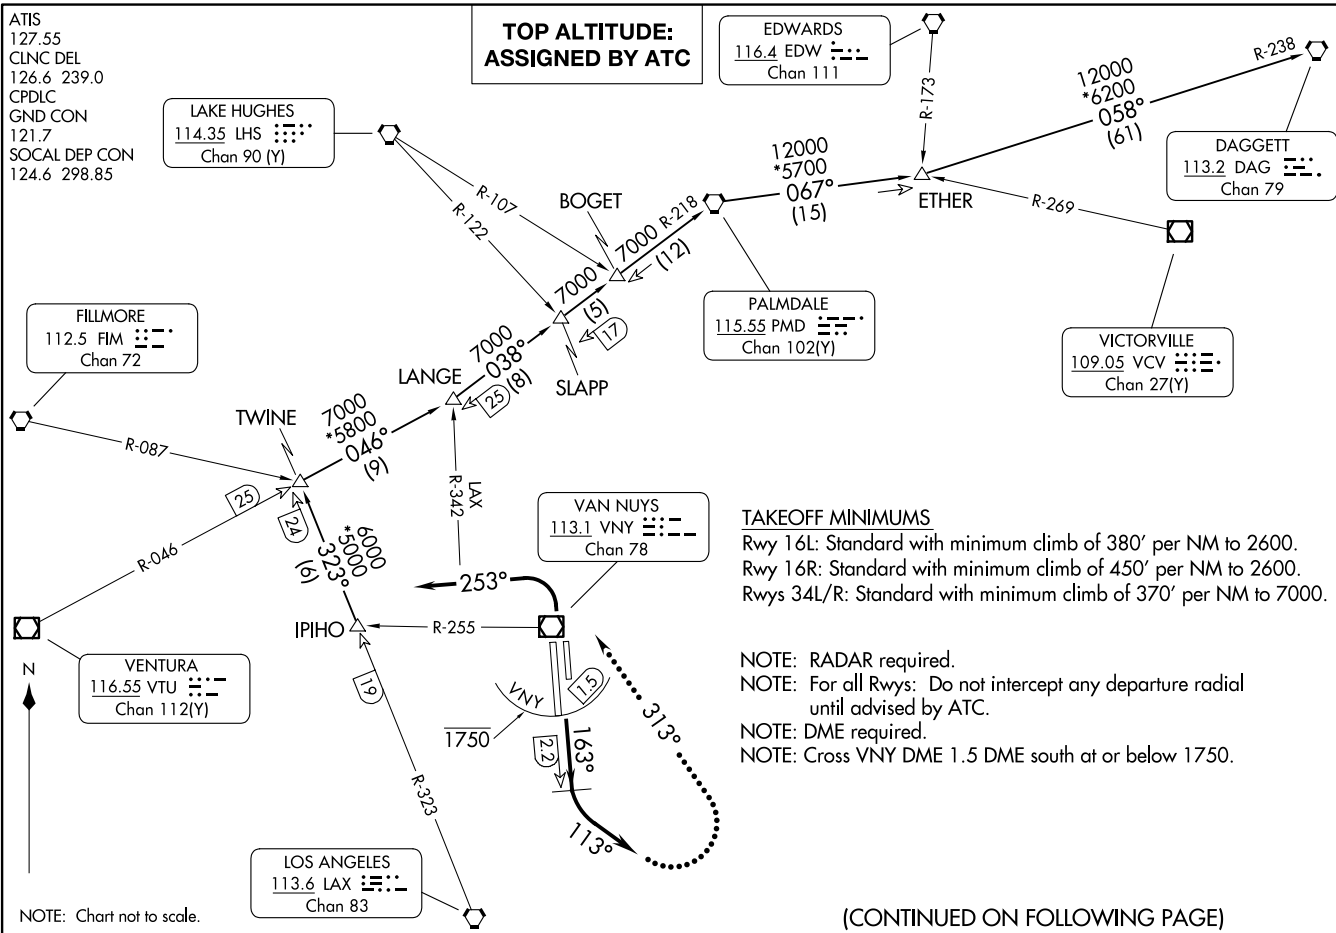 ATIS
127.55
CLNC DEL
126.6 239.0
CPDLC
GND CON
121.7
SOCAL DEP CON
124.6 298.85
TOP ALTITUDE:
ASSIGNED BY ATC
EDWARDS
116.4 EDW
Chan 111
R-173
12000
*6200
058°
(61)
R-238
DAGGETT
113.2 DAG
Chan 79
LAKE HUGHES
114.35 LHS
Chan 90 (Y)
R-107
R-122
BOGET
7000
R-218
(12)
12000
*5700
067°
(15)
ETHER
R-269
7000
(5)
17
SLAPP
PALMDALE
115.55 PMD
Chan 102(Y)
VICTORVILLE
109.05 VCV
Chan 27(Y)
FILLMORE
112.5 FIM
Chan 72
R-087
TWINE
7000
*5800
046°
(9)
LANGE
7000
038°
(8)
25
LAX
R-342
25
R-046
24
6000
*5000
323°
(6)
VAN NUYS
113.1 VNY
Chan 78
253°
IPIHO
R-255
VENTURA
116.55 VTU
Chan 112(Y)
N
19
R-323
VNY
1.5
1750
2.2
163°
113°
313°
LOS ANGELES
113.6 LAX
Chan 83
TAKEOFF MINIMUMS
Rwy 16L: Standard with minimum climb of 380' per NM to 2600.
Rwy 16R: Standard with minimum climb of 450' per NM to 2600.
Rwys 34L/R: Standard with minimum climb of 370' per NM to 7000.
NOTE: RADAR required.
NOTE: For all Rwys: Do not intercept any departure radial
until advised by ATC.
NOTE: DME required.
NOTE: Cross VNY DME 1.5 DME south at or below 1750.
NOTE: Chart not to scale.
(CONTINUED ON FOLLOWING PAGE)